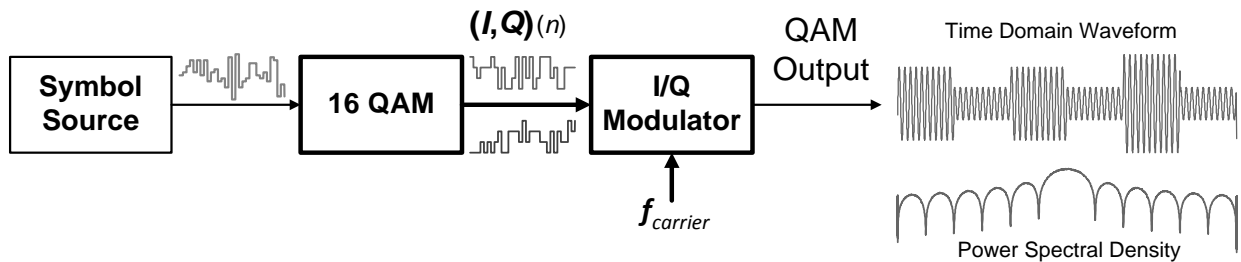 Symbol
Source
16 QAM
(I,Q)(n)
I/Q
Modulator
f carrier
QAM
Output
Time Domain Waveform
Power Spectral Density